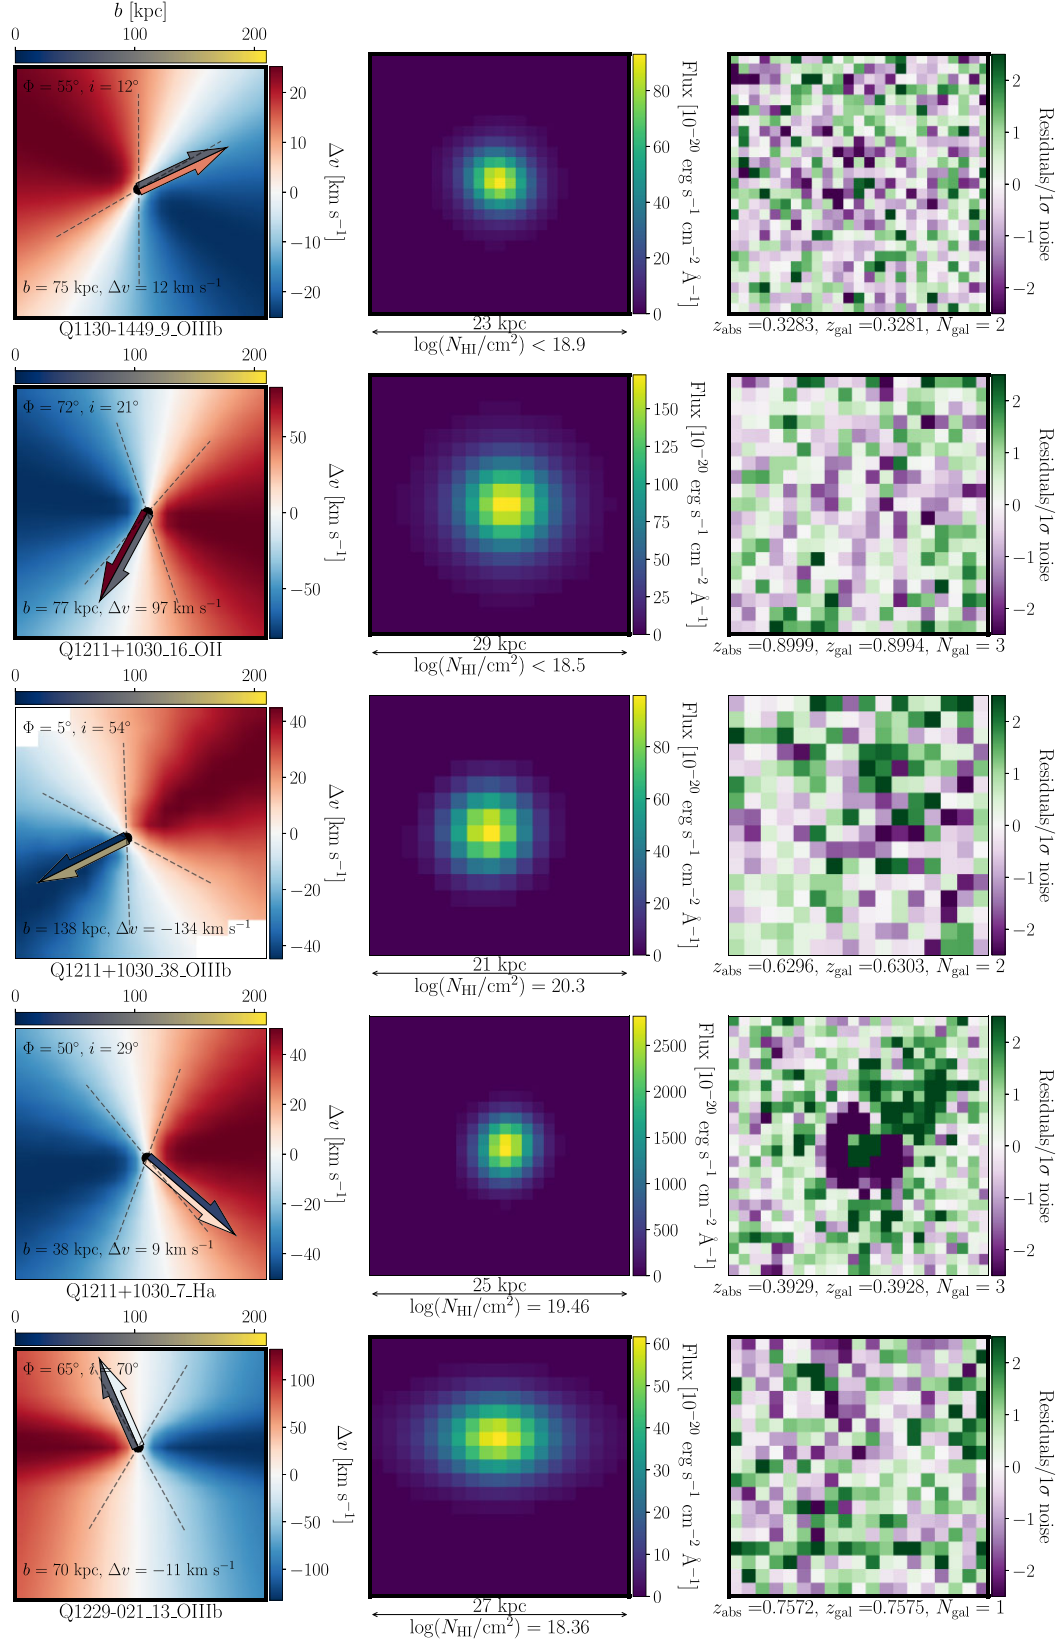 b [kpc]
0 100 200
Φ = 55°, i = 12°
b = 75 kpc, Δv = 12 km s⁻¹
Q1130-1449_9_OIIIb
20
10
0
−10
−20
Δv [km s⁻¹]
23 kpc
log(N_HI/cm²) < 18.9
80
60
40
20
0
Flux [10⁻²⁰ erg s⁻¹ cm⁻² Å⁻¹]
z_abs =0.3283, z_gal =0.3281, N_gal = 2
2
1
0
−1
−2
Residuals/1σ noise
0 100 200
Φ = 72°, i = 21°
b = 77 kpc, Δv = 97 km s⁻¹
Q1211+1030_16_OII
50
0
−50
Δv [km s⁻¹]
29 kpc
log(N_HI/cm²) < 18.5
150
125
100
75
50
25
0
Flux [10⁻²⁰ erg s⁻¹ cm⁻² Å⁻¹]
z_abs =0.8999, z_gal =0.8994, N_gal = 3
2
1
0
−1
−2
Residuals/1σ noise
0 100 200
Φ = 5°, i = 54°
b = 138 kpc, Δv = −134 km s⁻¹
Q1211+1030_38_OIIIb
40
20
0
−20
−40
Δv [km s⁻¹]
21 kpc
log(N_HI/cm²) = 20.3
80
60
40
20
0
Flux [10⁻²⁰ erg s⁻¹ cm⁻² Å⁻¹]
z_abs =0.6296, z_gal =0.6303, N_gal = 2
2
1
0
−1
−2
Residuals/1σ noise
0 100 200
Φ = 50°, i = 29°
b = 38 kpc, Δv = 9 km s⁻¹
Q1211+1030_7_Ha
40
20
0
−20
−40
Δv [km s⁻¹]
25 kpc
log(N_HI/cm²) = 19.46
2500
2000
1500
1000
500
0
Flux [10⁻²⁰ erg s⁻¹ cm⁻² Å⁻¹]
z_abs =0.3929, z_gal =0.3928, N_gal = 3
2
1
0
−1
−2
Residuals/1σ noise
0 100 200
Φ = 65°, i = 70°
b = 70 kpc, Δv = −11 km s⁻¹
Q1229-021_13_OIIIb
100
50
0
−50
−100
Δv [km s⁻¹]
27 kpc
log(N_HI/cm²) = 18.36
60
50
40
30
20
10
0
Flux [10⁻²⁰ erg s⁻¹ cm⁻² Å⁻¹]
z_abs =0.7572, z_gal =0.7575, N_gal = 1
2
1
0
−1
−2
Residuals/1σ noise